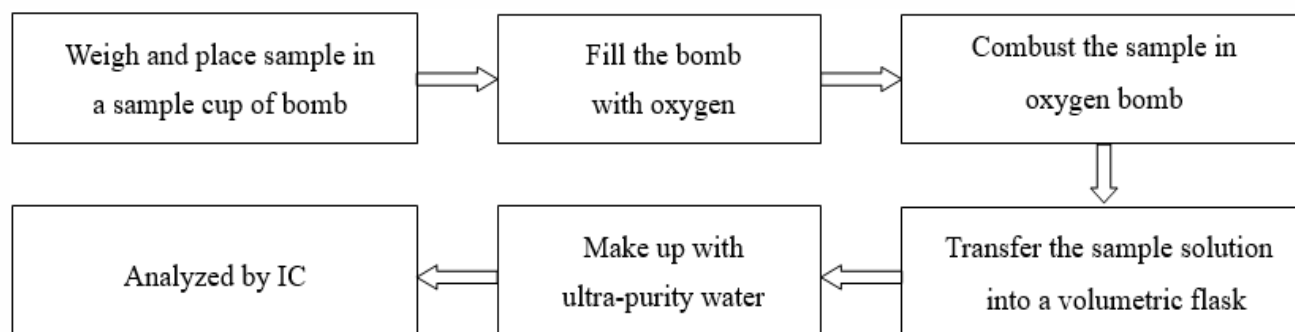 Weigh and place sample in
a sample cup of bomb
Fill the bomb
with oxygen
Combust the sample in
oxygen bomb
Transfer the sample solution
into a volumetric flask
Make up with
ultra-purity water
Analyzed by IC